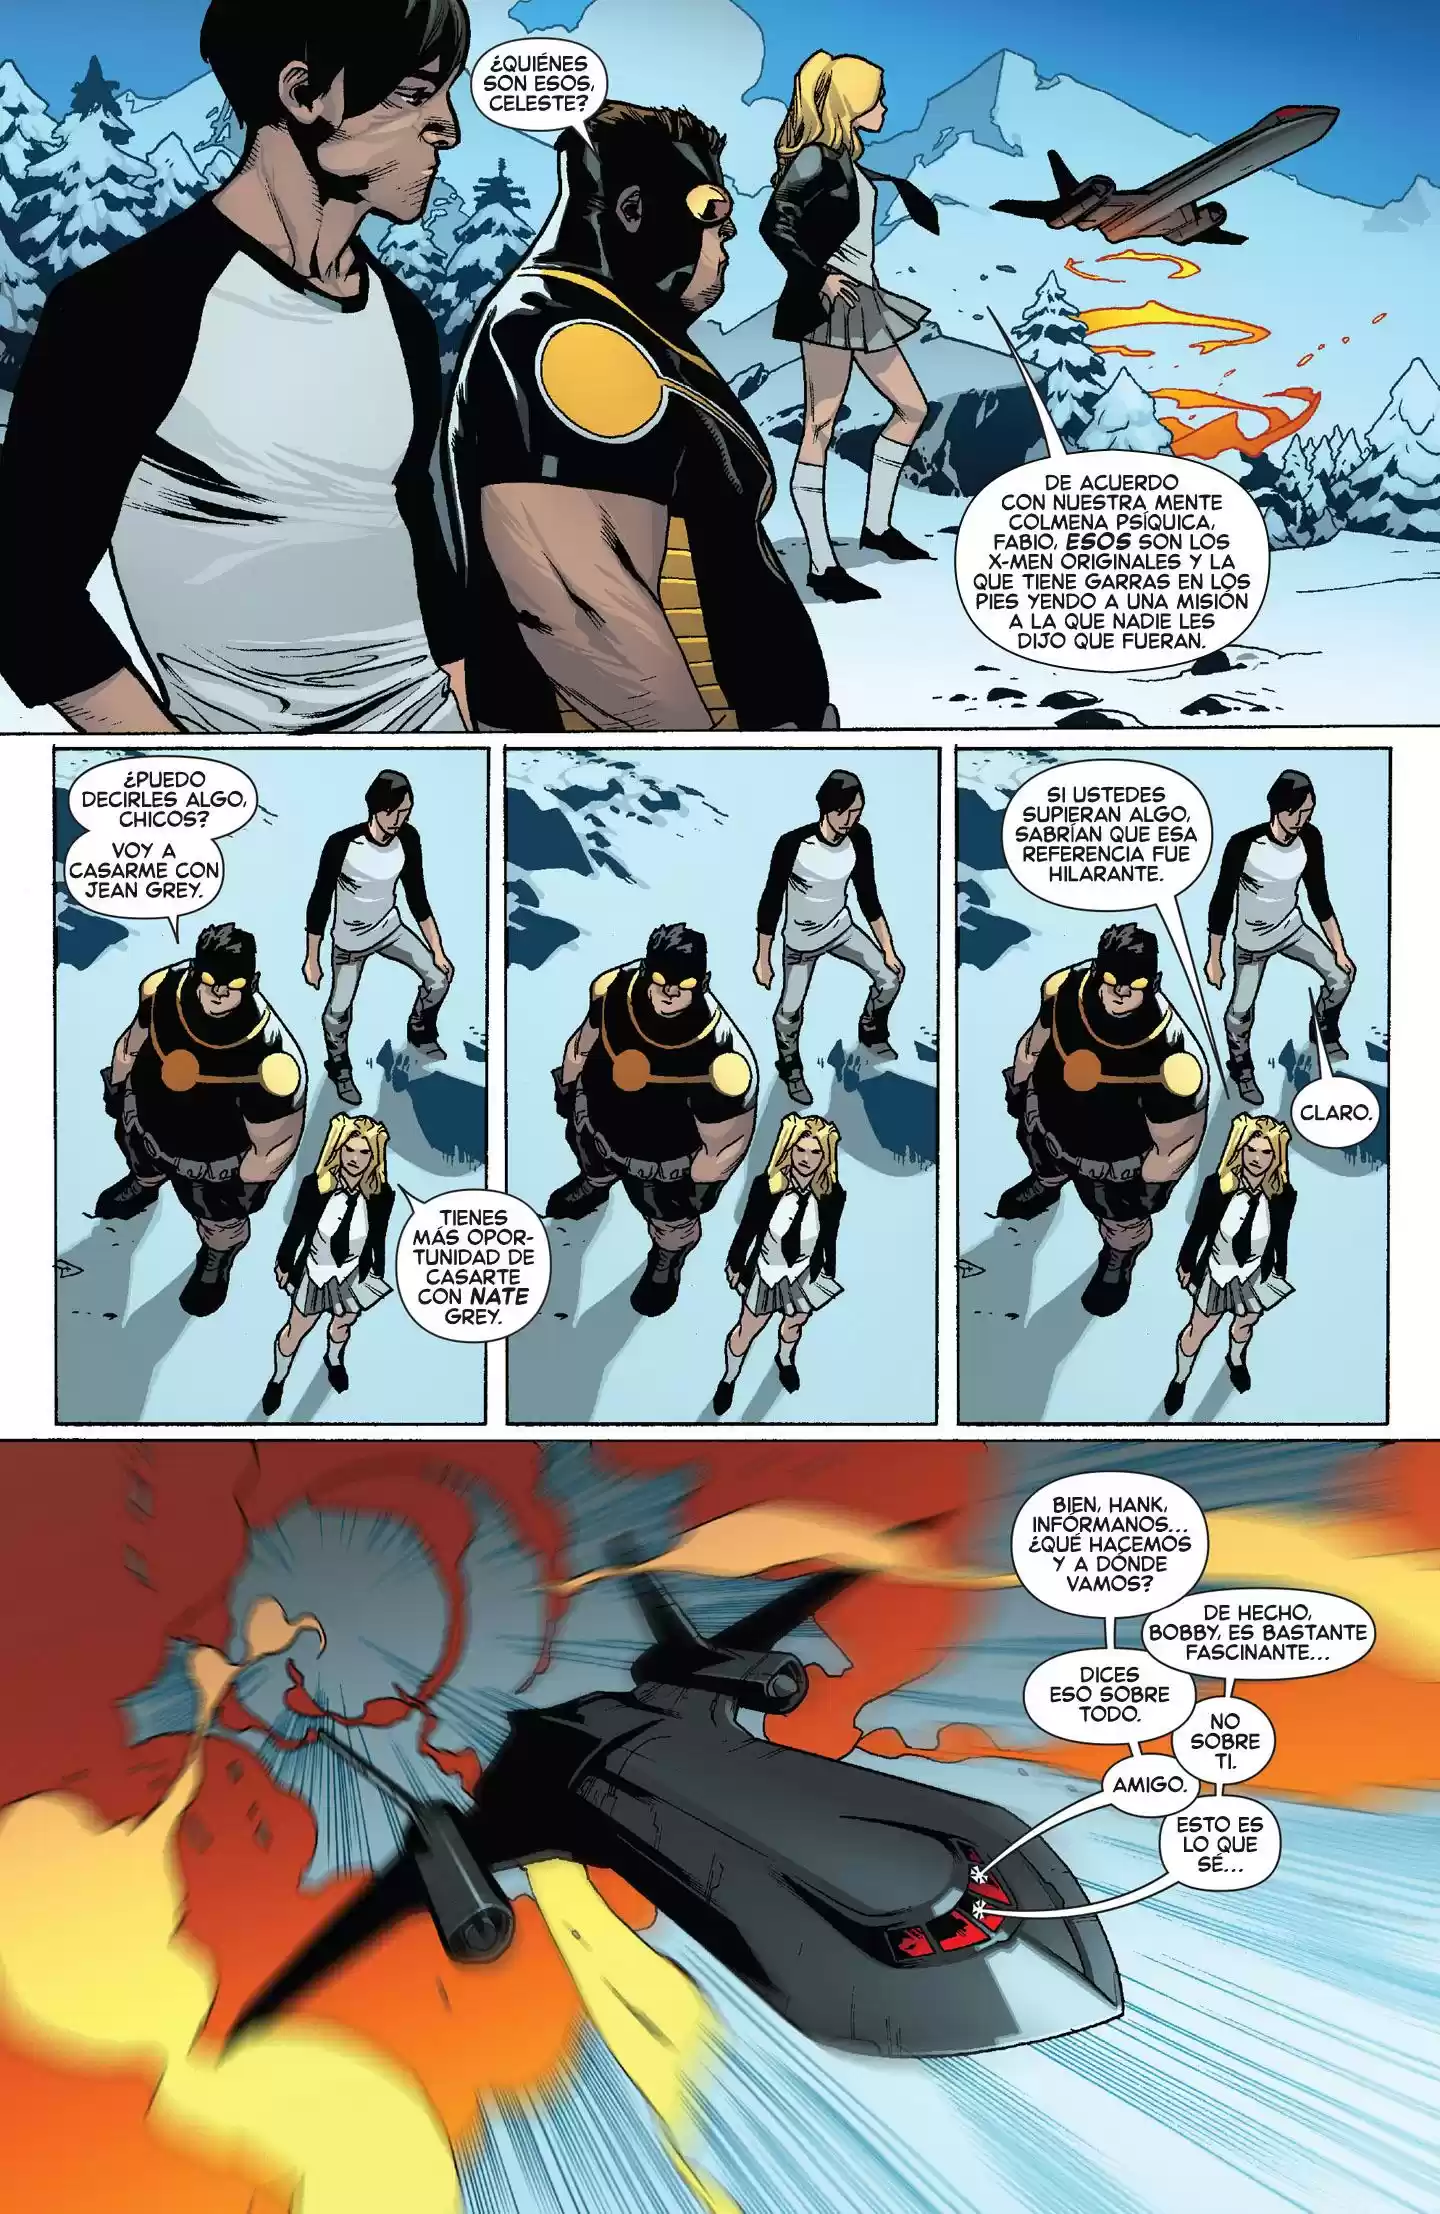 ¿QUIÉNES
SON ESOS,
CELESTE?
DE ACUERDO
CON NUESTRA MENTE
COLMENA PSÍQUICA,
FABIO, ESOS SON LOS
X-MEN ORIGINALES Y LA
QUE TIENE GARRAS EN LOS
PIES YENDO A UNA MISIÓN
A LA QUE NADIE LES
DIJO QUE FUERAN.
¿PUEDO
DECIRLES ALGO,
CHICOS?
VOY A
CASARME CON
JEAN GREY.
TIENES
MÁS OPOR-
TUNIDAD DE
CASARTE
CON NATE
GREY.
SI USTEDES
SUPIERAN ALGO,
SABRÍAN QUE ESA
REFERENCIA FUE
HILARANTE.
CLARO.
BIEN, HANK,
INFÓRMANOS...
¿QUÉ HACEMOS
Y A DÓNDE
VAMOS?
DE HECHO,
BOBBY, ES BASTANTE
FASCINANTE...
DICES
ESO SOBRE
TODO.
NO
SOBRE
TI.
AMIGO.
ESTO ES
LO QUE
SÉ...